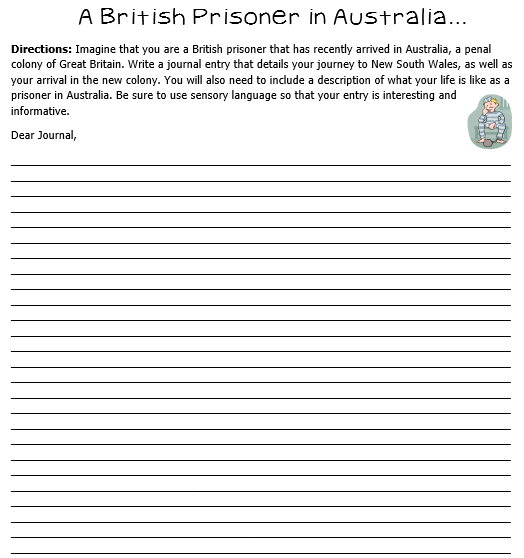 A British Prisoner in Australia...
Directions: Imagine that you are a British prisoner that has recently arrived in Australia, a penal
colony of Great Britain. Write a journal entry that details your journey to New South Wales, as well as
your arrival in the new colony. You will also need to include a description of what your life is like as a
prisoner in Australia. Be sure to use sensory language so that your entry is interesting and
informative.
Dear Journal,